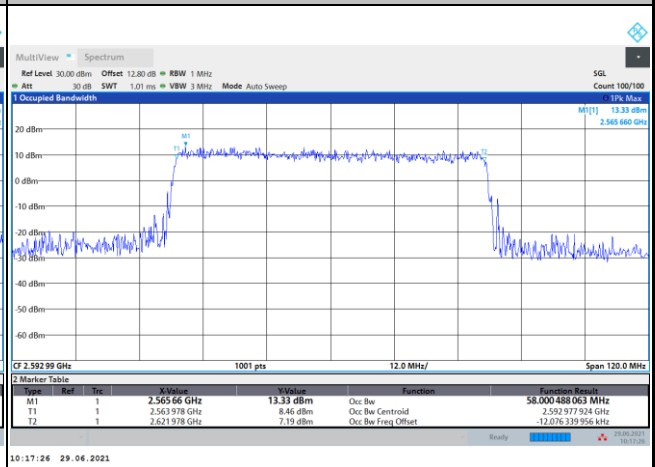 MultiView Spectrum
Ref Level 30.00 dBm Offset 12.80 dB RBW 1 MHz SGL
Att 30 dB SWT 1.01 ms VBW 3 MHz Mode Auto Sweep Count 100/100
1 Occupied Bandwidth 1Pk Max
M1[1] 13.33 dBm
2.565 660 GHz
20 dBm
M1
T1
T2
10 dBm
0 dBm
-10 dBm
-20 dBm
-30 dBm
-40 dBm
-50 dBm
-60 dBm
CF 2.592 99 GHz 1001 pts 12.0 MHz/ Span 120.0 MHz
2 Marker Table
Type Ref Trc X-Value Y-Value Function Function Result
M1 1 2.565 66 GHz 13.33 dBm Occ Bw 58.000 488 063 MHz
T1 1 2.563 978 GHz 8.46 dBm Occ Bw Centroid 2.592 977 924 GHz
T2 1 2.621 978 GHz 7.19 dBm Occ Bw Freq Offset -12.076 339 956 kHz
Ready 29.06.2021
10:17:26
10:17:26 29.06.2021